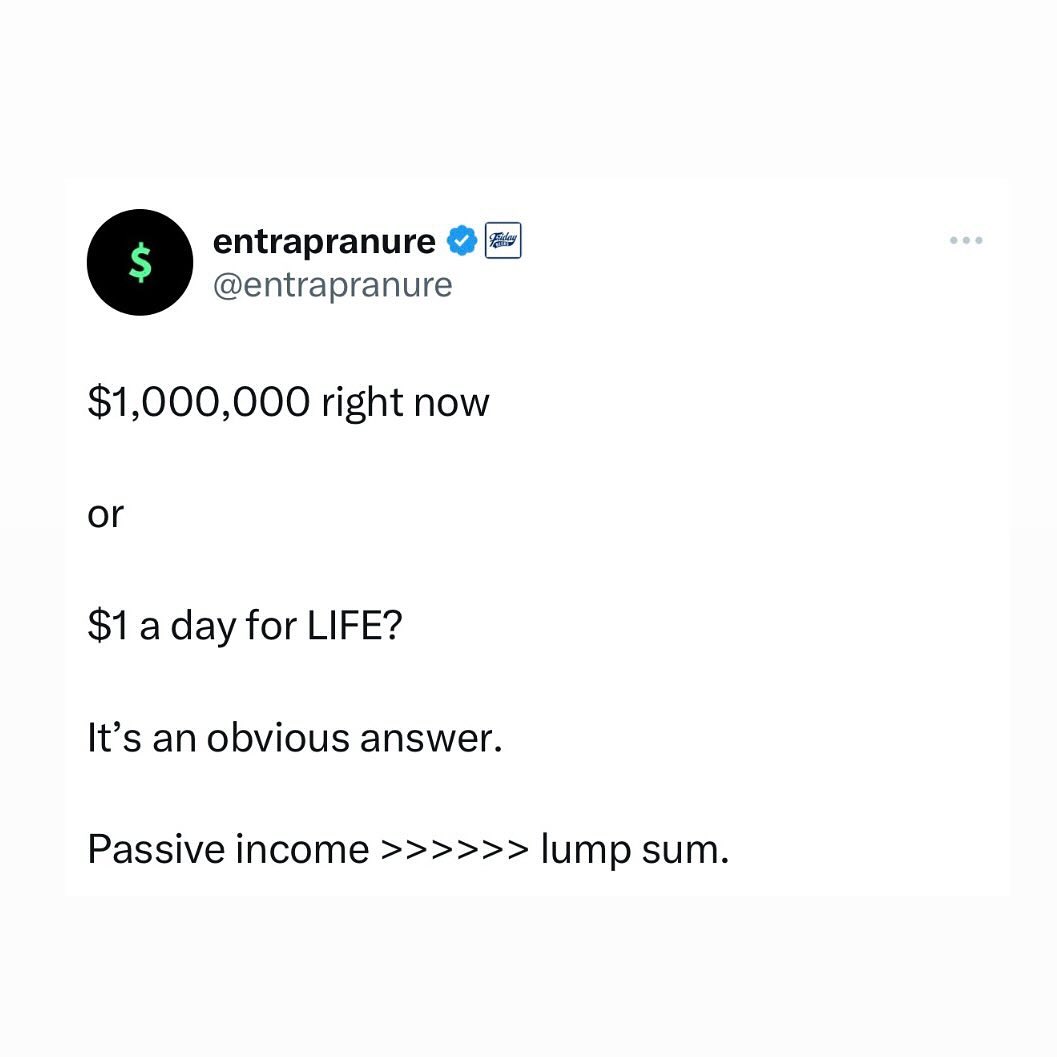 $
entrapranure
Friday
@entrapranure
$1,000,000 right now
or
$1 a day for LIFE?
It’s an obvious answer.
Passive income >>>>>> lump sum.